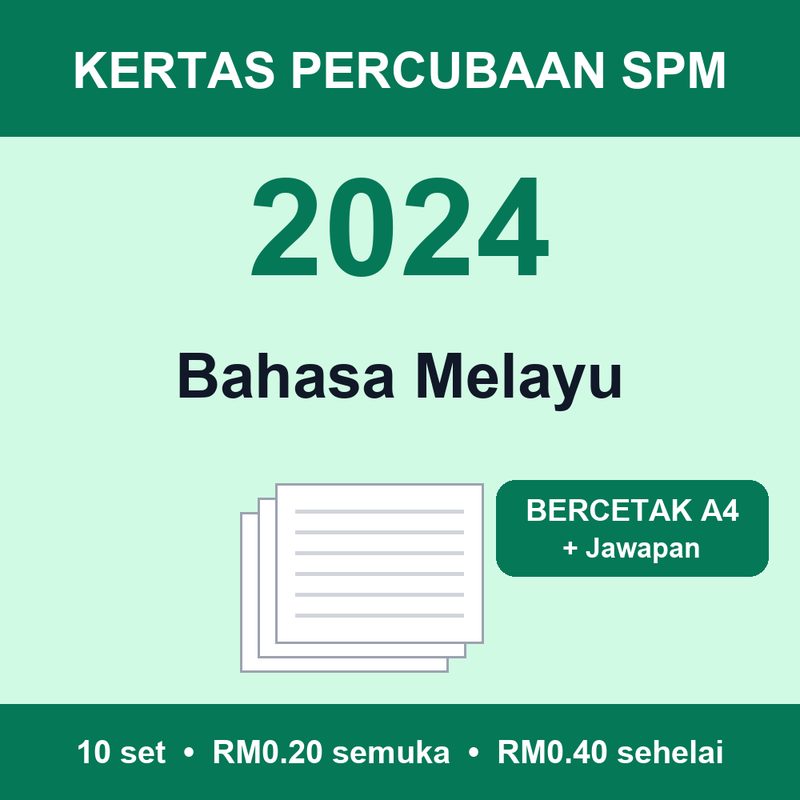 KERTAS PERCUBAAN SPM
2024
Bahasa Melayu
BERCETAK A4
+ Jawapan
10 set • RM0.20 semuka • RM0.40 sehelai